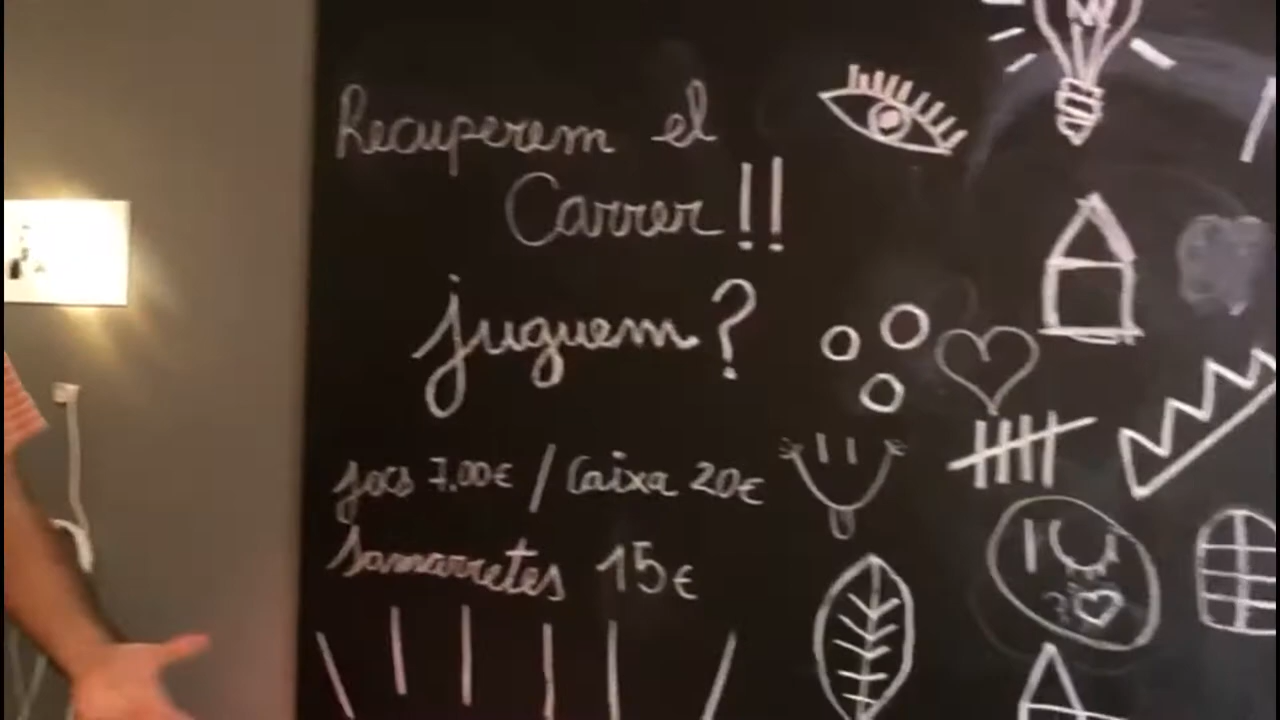 Recuperem el
Carrer!!
juguem?
jocs 7.00€ / Caixa 20€
Samarretes 15€